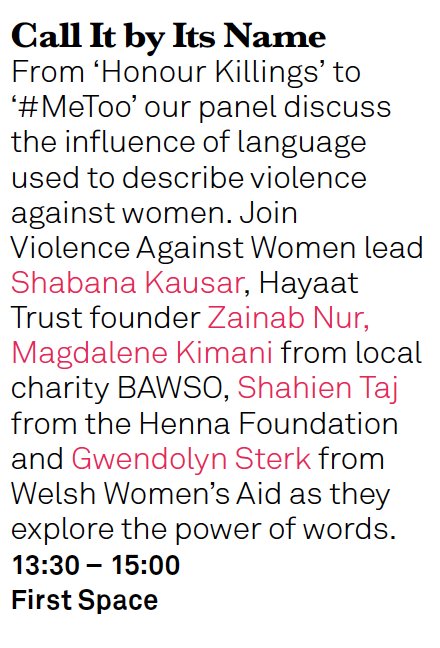 Call It by Its Name
From ‘Honour Killings’ to
‘#MeToo’ our panel discuss
the influence of language
used to describe violence
against women. Join
Violence Against Women lead
Shabana Kausar, Hayaat
Trust founder Zainab Nur,
Magdalene Kimani from local
charity BAWSO, Shahien Taj
from the Henna Foundation
and Gwendolyn Sterk from
Welsh Women’s Aid as they
explore the power of words.
13:30 – 15:00
First Space